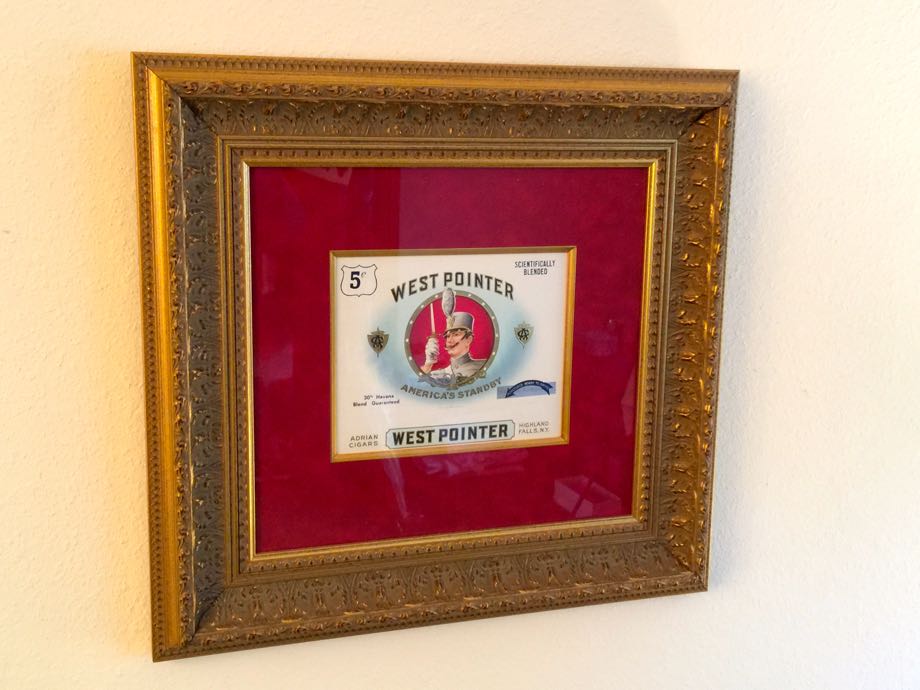 5¢
SCIENTIFICALLY
BLENDED
WEST POINTER
AMERICA'S STANDBY
30% Havana
Blend Guaranteed
ADRIAN
CIGARS
WEST POINTER
HIGHLAND
FALLS, N.Y.